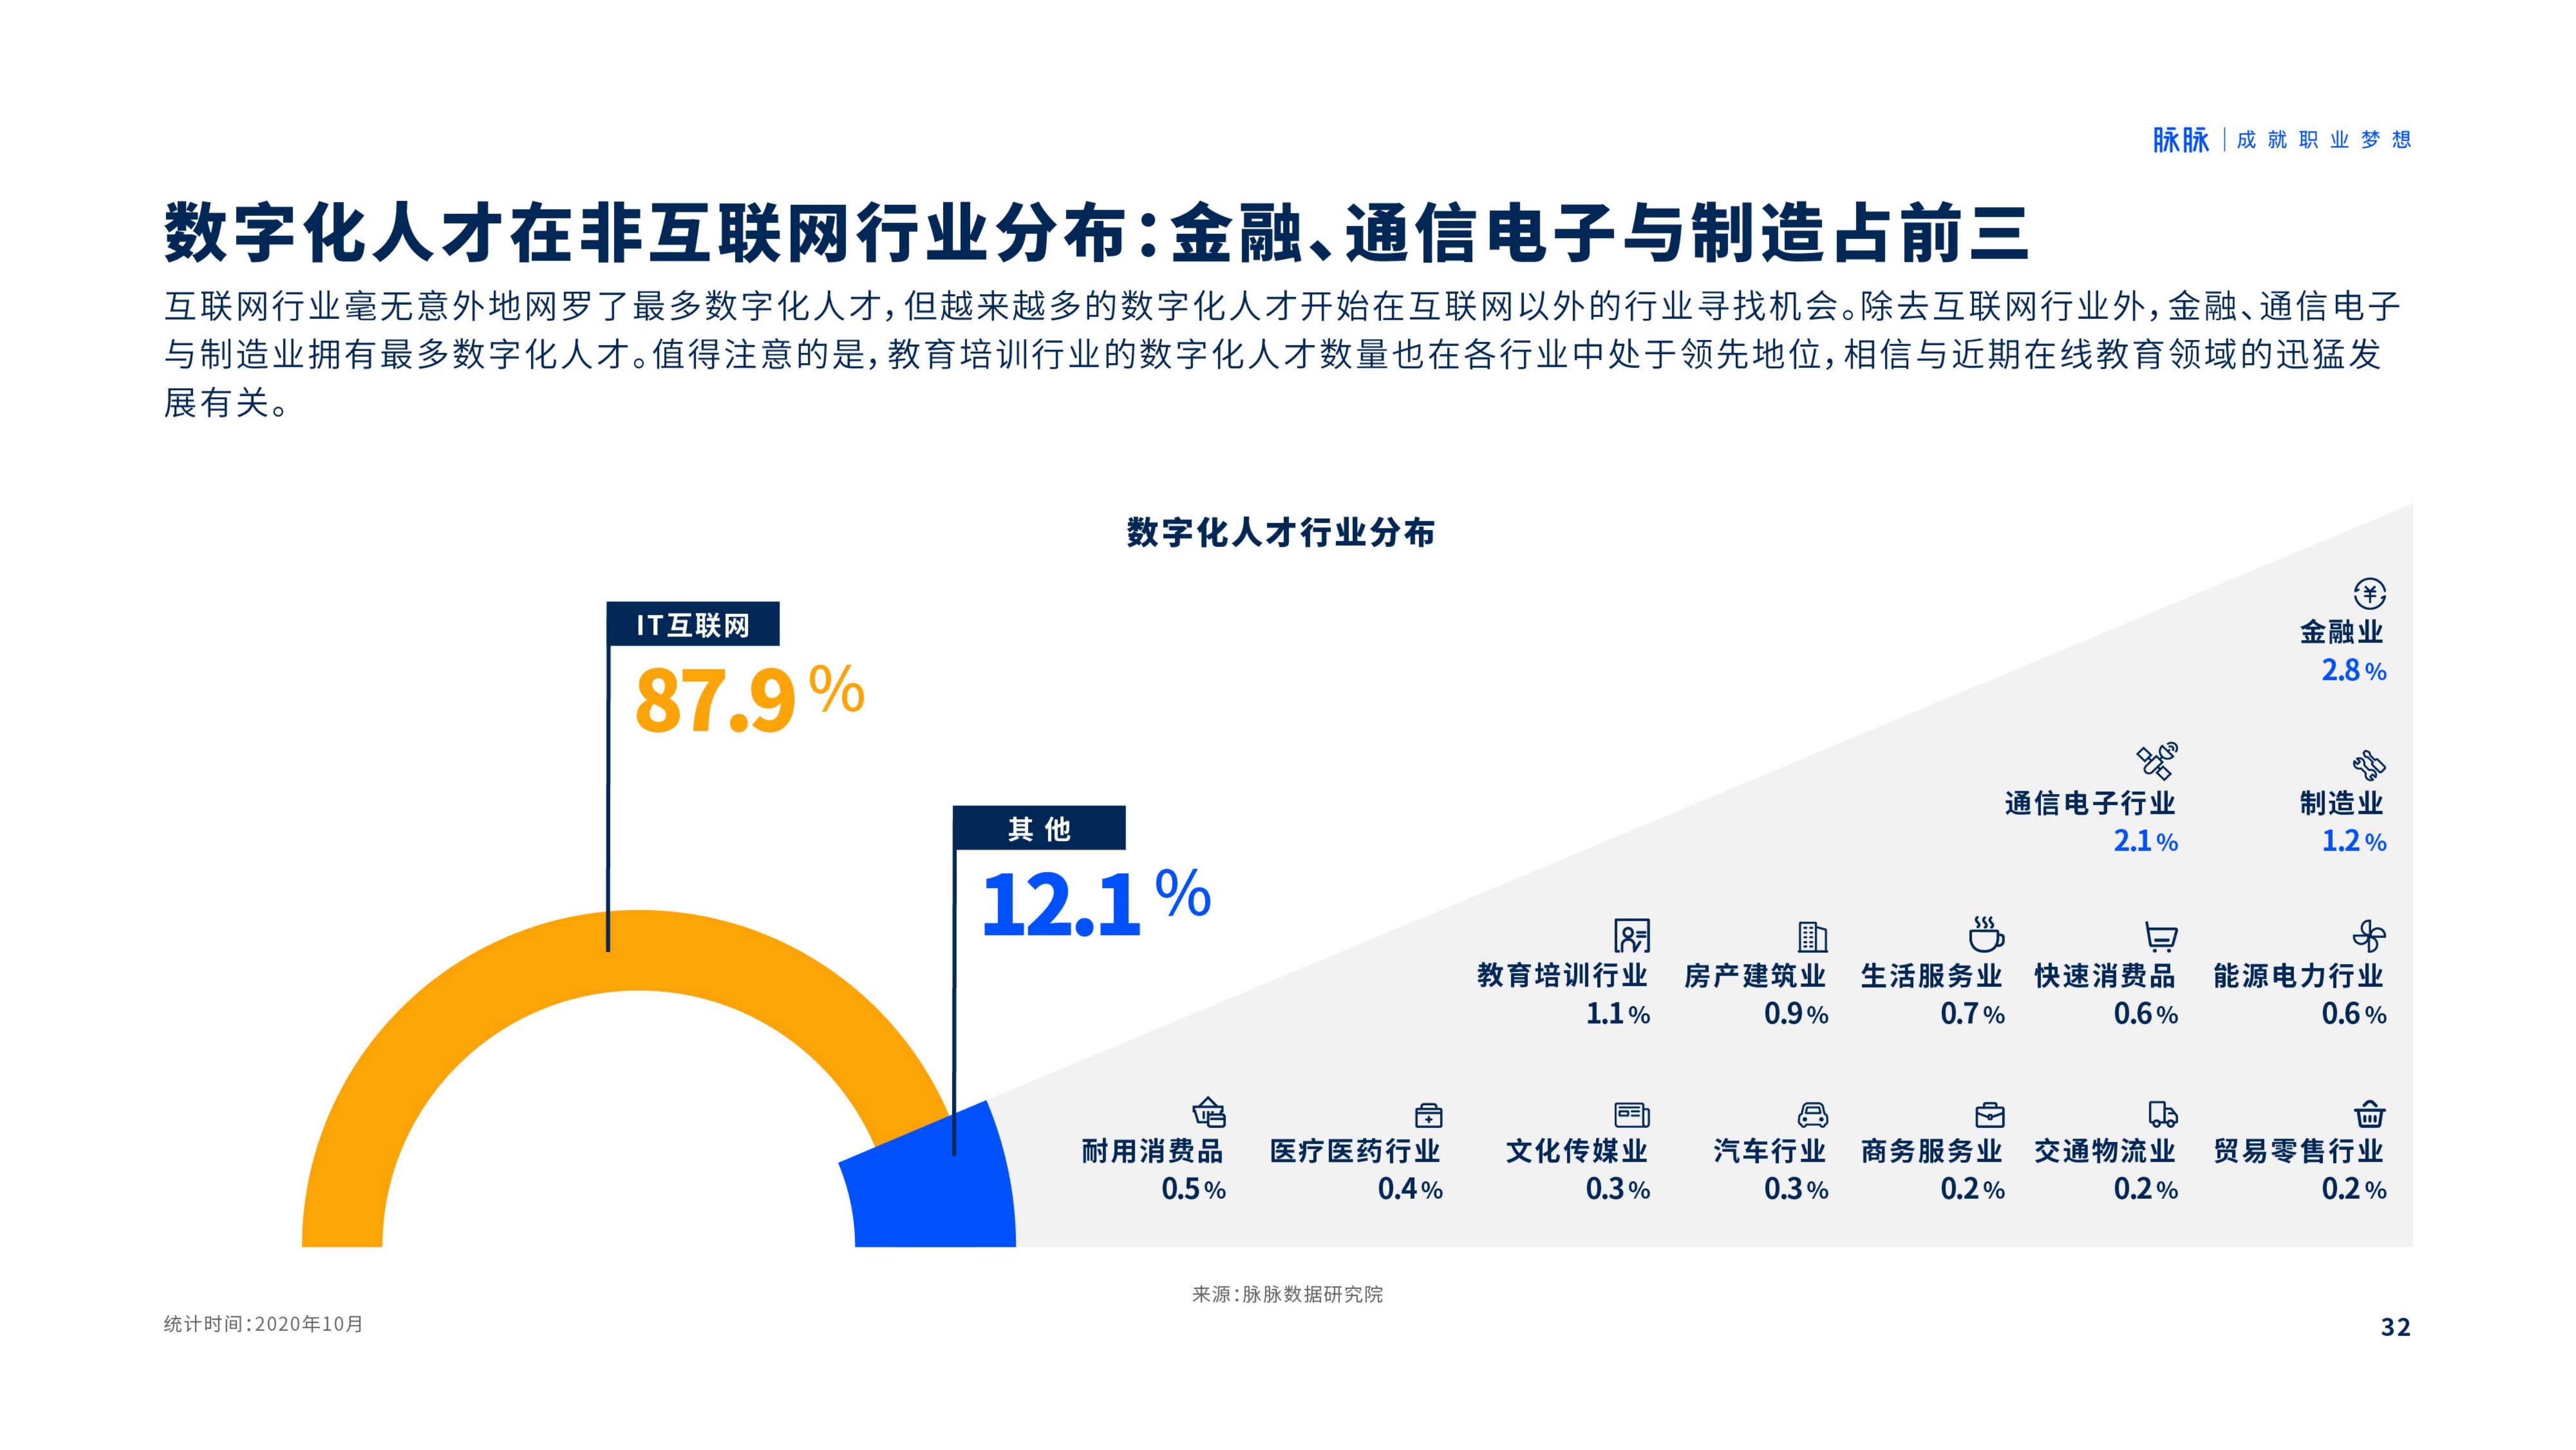 脉脉 | 成就职业梦想
数字化人才在非互联网行业分布：金融、通信电子与制造占前三
互联网行业毫无意外地网罗了最多数字化人才，但越来越多的数字化人才开始在互联网以外的行业寻找机会。除去互联网行业外，金融、通信电子
与制造业拥有最多数字化人才。值得注意的是，教育培训行业的数字化人才数量也在各行业中处于领先地位，相信与近期在线教育领域的迅猛发
展有关。
数字化人才行业分布
IT互联网
87.9%
其他
12.1%
金融业
2.8%
通信电子行业
2.1%
制造业
1.2%
教育培训行业
1.1%
房产建筑业
0.9%
生活服务业
0.7%
快速消费品
0.6%
能源电力行业
0.6%
耐用消费品
0.5%
医疗医药行业
0.4%
文化传媒业
0.3%
汽车行业
0.3%
商务服务业
0.2%
交通物流业
0.2%
贸易零售行业
0.2%
来源：脉脉数据研究院
统计时间：2020年10月
32